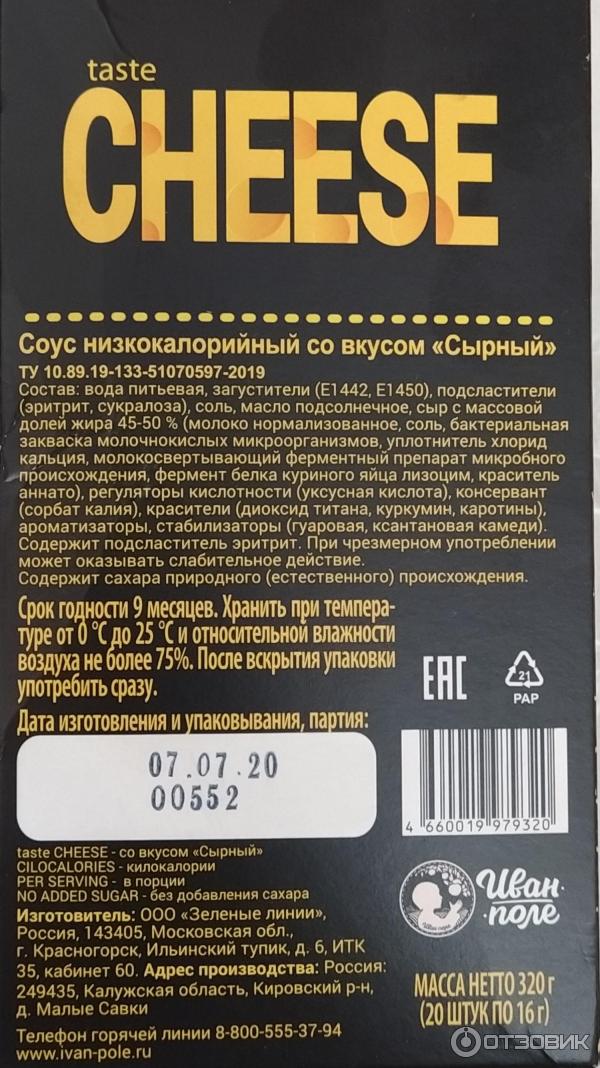 taste
CHEESE
Соус низкокалорийный со вкусом «Сырный»
ТУ 10.89.19-133-51070597-2019
Состав: вода питьевая, загустители (Е1442, Е1450), подсластители
(эритрит, сукралоза), соль, масло подсолнечное, сыр с массовой
долей жира 45-50 % (молоко нормализованное, соль, бактериальная
закваска молочнокислых микроорганизмов, уплотнитель хлорид
кальция, молокосвертывающий ферментный препарат микробного
происхождения, фермент белка куриного яйца лизоцим, краситель
аннато), регуляторы кислотности (уксусная кислота), консервант
(сорбат калия), красители (диоксид титана, куркумин, каротины),
ароматизаторы, стабилизаторы (гуаровая, ксантановая камеди).
Содержит подсластитель эритрит. При чрезмерном употреблении
может оказывать слабительное действие.
Содержит сахара природного (естественного) происхождения.
Срок годности 9 месяцев. Хранить при темпера-
туре от 0 °С до 25 °С и относительной влажности
воздуха не более 75%. После вскрытия упаковки
употребить сразу.
EAC
21
PAP
Дата изготовления и упаковывания, партия:
07.07.20
00552
4 660019 979320
taste CHEESE - со вкусом «Сырный»
CILOCALORIES - килокалории
PER SERVING - в порции
NO ADDED SUGAR - без добавления сахара
Изготовитель: ООО «Зеленые линии»,
Россия, 143405, Московская обл.,
г. Красногорск, Ильинский тупик, д. 6, ИТК
35, кабинет 60. Адрес производства: Россия:
249435, Калужская область, Кировский р-н,
д. Малые Савки
Телефон горячей линии 8-800-555-37-94
www.ivan-pole.ru
Иван поле
Иван
поле
МАССА НЕТТО 320 г
(20 ШТУК ПО 16 г)
ОТЗОВИК